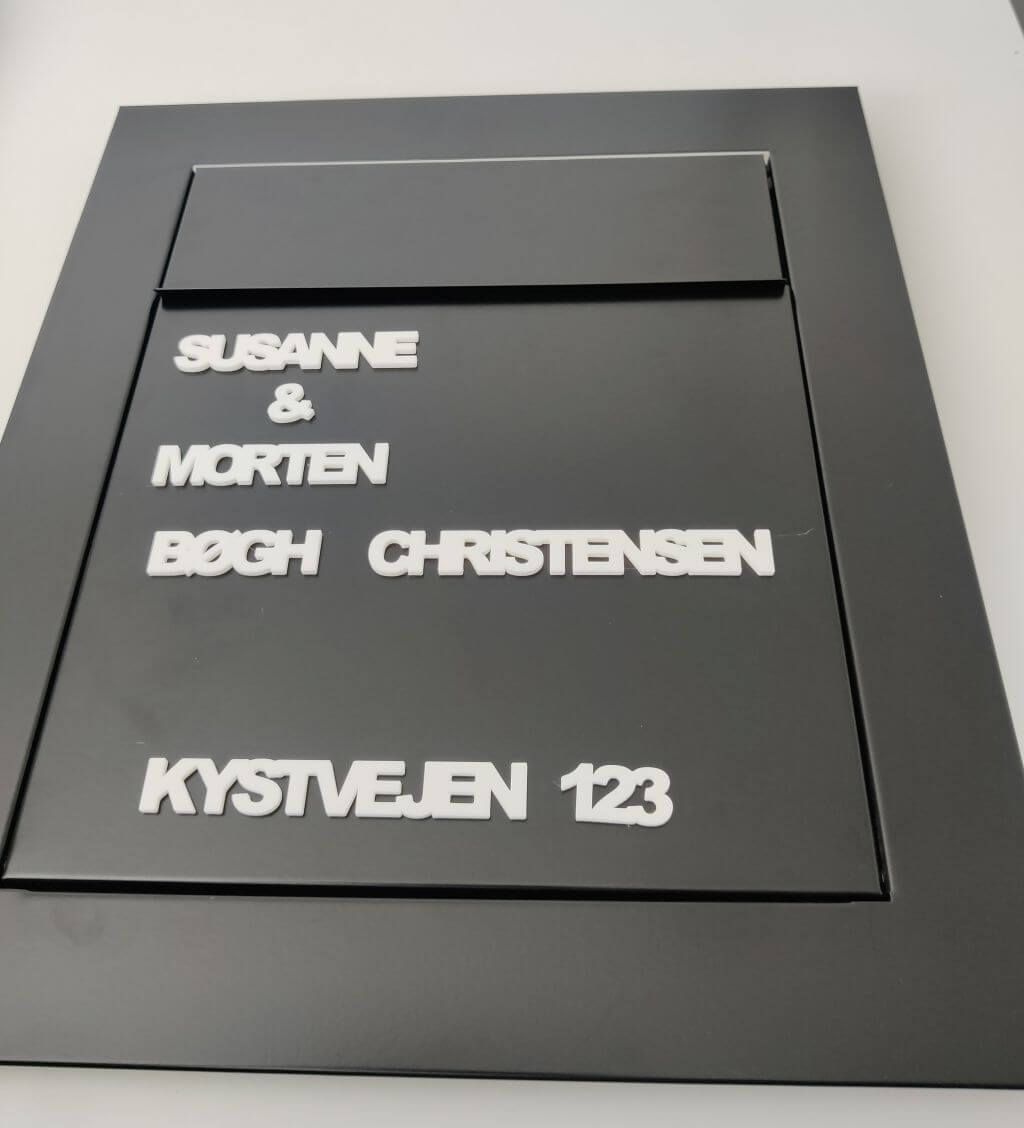 SUSANNE
&
MORTEN
BØGH CHRISTENSEN
KYSTVEJEN 123